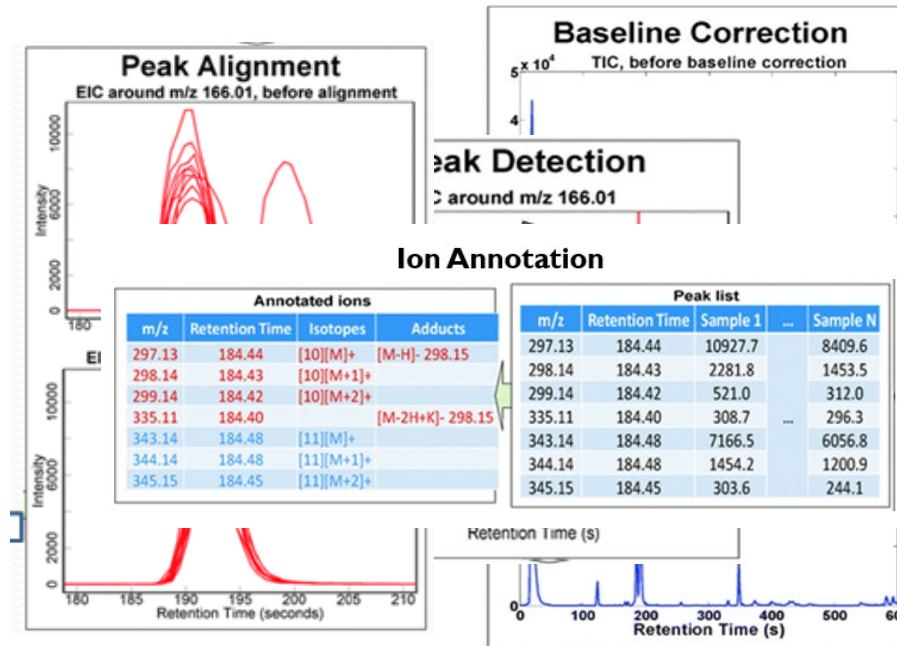 Peak Alignment
EIC around m/z 166.01, before alignment
10000
6000
2000
0
Intensity
180
Baseline Correction
TIC, before baseline correction
5 x 10^4
4
eak Detection
C around m/z 166.01
Ion Annotation
Annotated ions
m/z Retention Time Isotopes Adducts
297.13 184.44 [10][M]+ [M-H]- 298.15
298.14 184.43 [10][M+1]+
299.14 184.42 [10][M+2]+
335.11 184.40 [M-2H+K]- 298.15
343.14 184.48 [11][M]+
344.14 184.48 [11][M+1]+
345.15 184.45 [11][M+2]+
Peak list
m/z Retention Time Sample 1 ... Sample N
297.13 184.44 10927.7 8409.6
298.14 184.43 2281.8 1453.5
299.14 184.42 521.0 312.0
335.11 184.40 308.7 ... 296.3
343.14 184.48 7166.5 6056.8
344.14 184.48 1454.2 1200.9
345.15 184.45 303.6 244.1
EI
10000
6000
2000
0
Intensity
180 185 190 195 200 205 210
Retention Time (seconds)
Retention Time (s)
0
0 100 200 300 400 500 60
Retention Time (s)